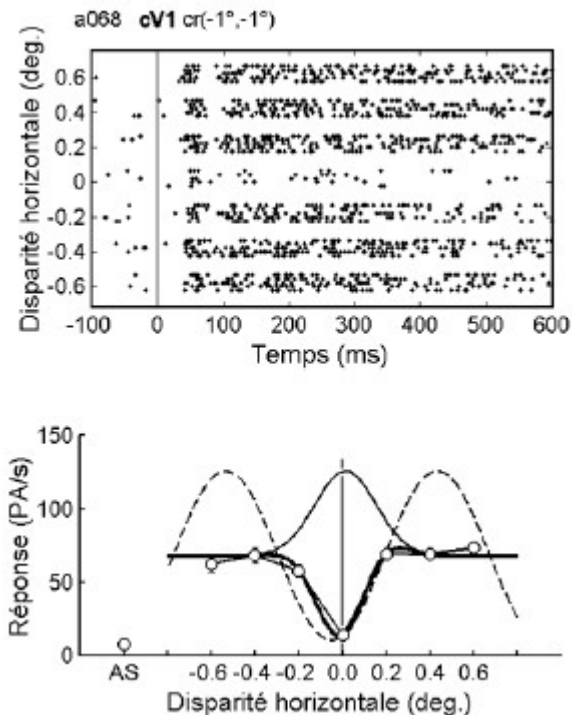 a068 cV1 cr(-1°,-1°)
Disparité horizontale (deg.)
0.6
0.4
0.2
0
-0.2
-0.4
-0.6
-100 0 100 200 300 400 500 600
Temps (ms)
Réponse (PA/s)
150
100
50
0
AS -0.6 -0.4 -0.2 0.0 0.2 0.4 0.6
Disparité horizontale (deg.)